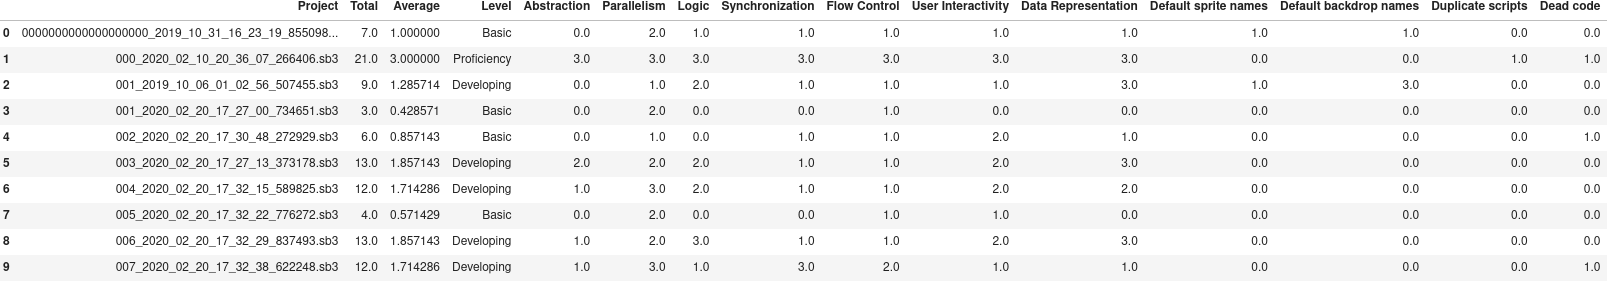 Project Total Average Level Abstraction Parallelism Logic Synchronization Flow Control User Interactivity Data Representation Default sprite names Default backdrop names Duplicate scripts Dead code
0 0000000000000000000_2019_10_31_16_23_19_855098... 7.0 1.000000 Basic 0.0 2.0 1.0 1.0 1.0 1.0 1.0 1.0 1.0 0.0 0.0
1 000_2020_02_10_20_36_07_266406.sb3 21.0 3.000000 Proficiency 3.0 3.0 3.0 3.0 3.0 3.0 3.0 0.0 0.0 1.0 1.0
2 001_2019_10_06_01_02_56_507455.sb3 9.0 1.285714 Developing 0.0 1.0 2.0 1.0 1.0 1.0 3.0 1.0 3.0 0.0 0.0
3 001_2020_02_20_17_27_00_734651.sb3 3.0 0.428571 Basic 0.0 2.0 0.0 0.0 1.0 0.0 0.0 0.0 0.0 0.0 0.0
4 002_2020_02_20_17_30_48_272929.sb3 6.0 0.857143 Basic 0.0 1.0 0.0 1.0 1.0 2.0 1.0 0.0 0.0 0.0 1.0
5 003_2020_02_20_17_27_13_373178.sb3 13.0 1.857143 Developing 2.0 2.0 2.0 1.0 1.0 2.0 3.0 0.0 0.0 0.0 0.0
6 004_2020_02_20_17_32_15_589825.sb3 12.0 1.714286 Developing 1.0 3.0 2.0 1.0 1.0 2.0 2.0 0.0 0.0 0.0 0.0
7 005_2020_02_20_17_32_22_776272.sb3 4.0 0.571429 Basic 0.0 2.0 0.0 0.0 1.0 1.0 0.0 0.0 0.0 0.0 0.0
8 006_2020_02_20_17_32_29_837493.sb3 13.0 1.857143 Developing 1.0 2.0 3.0 1.0 1.0 2.0 3.0 0.0 0.0 0.0 0.0
9 007_2020_02_20_17_32_38_622248.sb3 12.0 1.714286 Developing 1.0 3.0 1.0 3.0 2.0 1.0 1.0 0.0 0.0 0.0 1.0